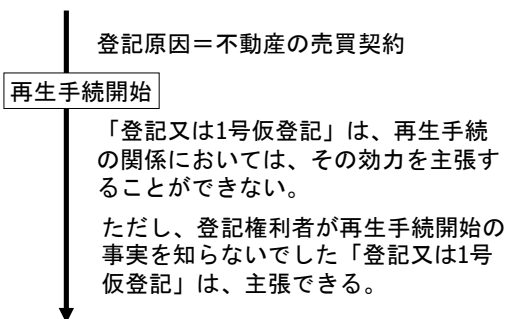 登記原因＝不動産の売買契約
再生手続開始
「登記又は1号仮登記」は、再生手続
の関係においては、その効力を主張す
ることができない。
ただし、登記権利者が再生手続開始の
事実を知らないでした「登記又は1号
仮登記」は、主張できる。